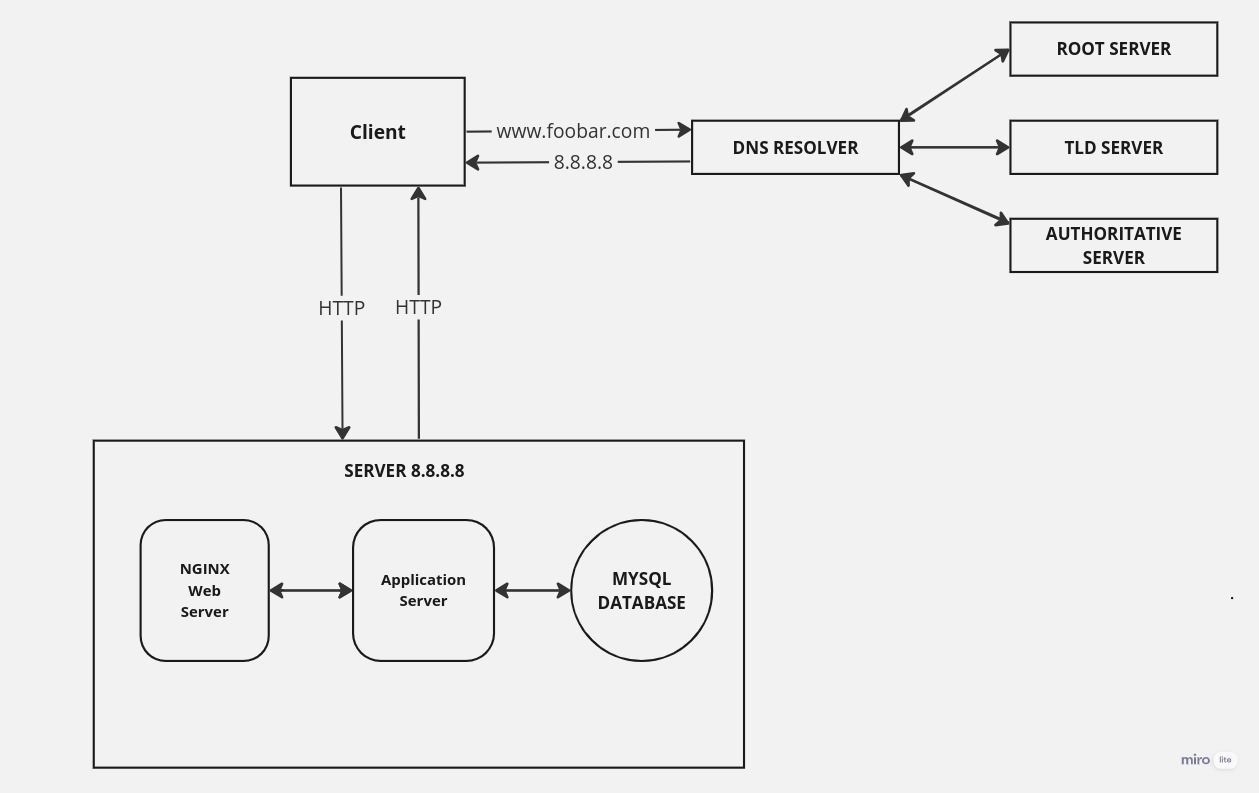 ROOT SERVER
Client
www.foobar.com
DNS RESOLVER
TLD SERVER
8.8.8.8
AUTHORITATIVE
SERVER
HTTP
HTTP
SERVER 8.8.8.8
NGINX
Web
Server
Application
Server
MYSQL
DATABASE
.
miro lite